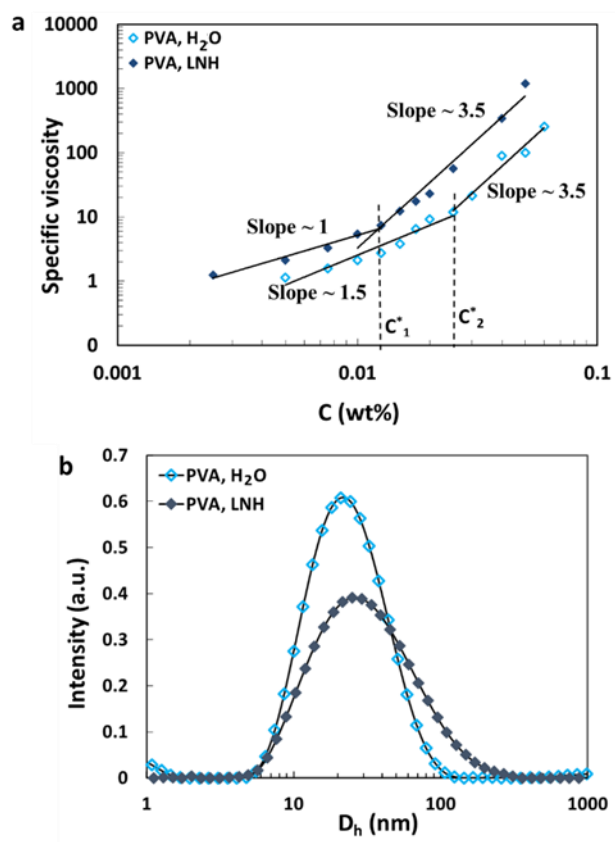 a
PVA, H₂O
PVA, LNH
10000
1000
100
10
1
0
Specific viscosity
Slope ~ 3.5
Slope ~ 3.5
Slope ~ 1
Slope ~ 1.5
C*₁
C*₂
0.001
0.01
0.1
C (wt%)
b
PVA, H₂O
PVA, LNH
0.7
0.6
0.5
0.4
0.3
0.2
0.1
0
Intensity (a.u.)
1
10
100
1000
Dₕ (nm)